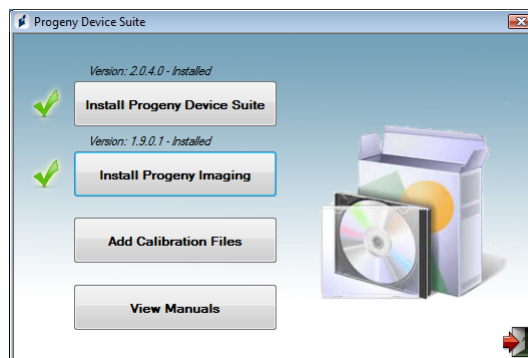 Progeny Device Suite
Version: 2.0.4.0 - Installed
Install Progeny Device Suite
Version: 1.9.0.1 - Installed
Install Progeny Imaging
Add Calibration Files
View Manuals